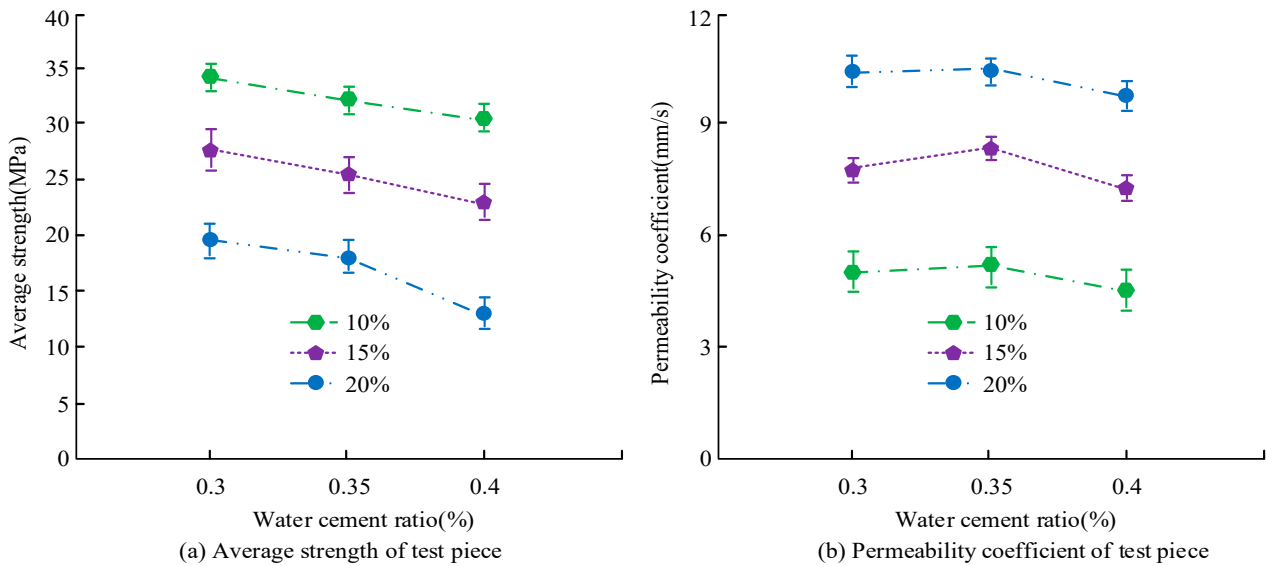 40
35
30
25
20
15
10
5
0
Average strength(MPa)
10%
15%
20%
0.3 0.35 0.4
Water cement ratio(%)
(a) Average strength of test piece
12
9
6
3
0
Permeability coefficient(mm/s)
10%
15%
20%
0.3 0.35 0.4
Water cement ratio(%)
(b) Permeability coefficient of test piece